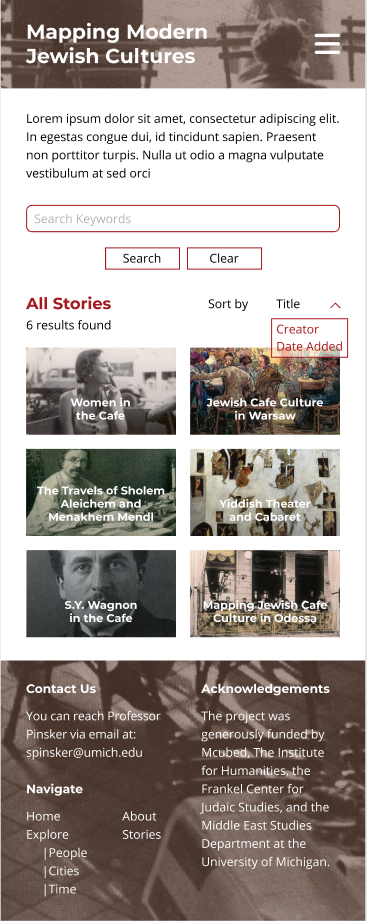 Mapping Modern
Jewish Cultures
Lorem ipsum dolor sit amet, consectetur adipiscing elit.
In egestas congue dui, id tincidunt sapien. Praesent
non porttitor turpis. Nulla ut odio a magna vulputate
vestibulum at sed orci
Search Keywords
Search
Clear
All Stories
Sort by
Title
6 results found
Creator
Date Added
Women in
the Cafe
Jewish Cafe Culture
in Warsaw
The Travels of Sholem
Aleichem and
Menakhem Mendl
Yiddish Theater
and Cabaret
S.Y. Wagnon
in the Cafe
Mapping Jewish Cafe
Culture in Odessa
Contact Us
You can reach Professor
Pinsker via email at:
spinsker@umich.edu
Navigate
Home
About
Explore
Stories
|People
|Cities
|Time
Acknowledgements
The project was
generously funded by
Mcubed, The Institute
for Humanities, the
Frankel Center for
Judaic Studies, and the
Middle East Studies
Department at the
University of Michigan.